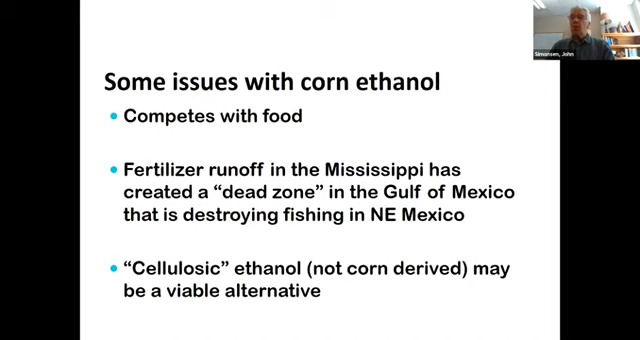 Simonsen, John
Some issues with corn ethanol
• Competes with food
• Fertilizer runoff in the Mississippi has
created a “dead zone” in the Gulf of Mexico
that is destroying fishing in NE Mexico
• “Cellulosic” ethanol (not corn derived) may
be a viable alternative